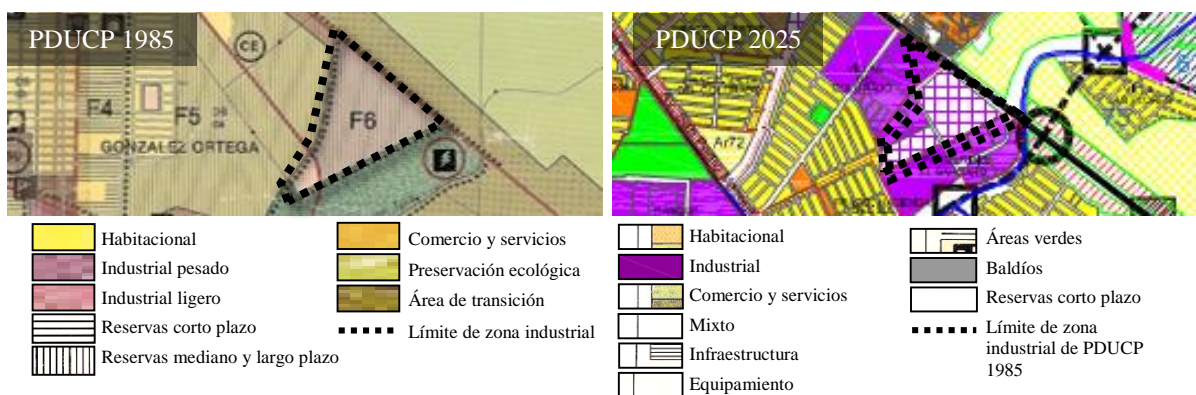 PDUCP 1985
CE
F4
F5
F6
GONZALEZ ORTEGA
Habitacional
Industrial pesado
Industrial ligero
Reservas corto plazo
Reservas mediano y largo plazo
Comercio y servicios
Preservación ecológica
Área de transición
Límite de zona industrial
PDUCP 2025
Ar72
Habitacional
Industrial
Comercio y servicios
Mixto
Infraestructura
Equipamiento
Áreas verdes
Baldíos
Reservas corto plazo
Límite de zona
industrial de PDUCP
1985